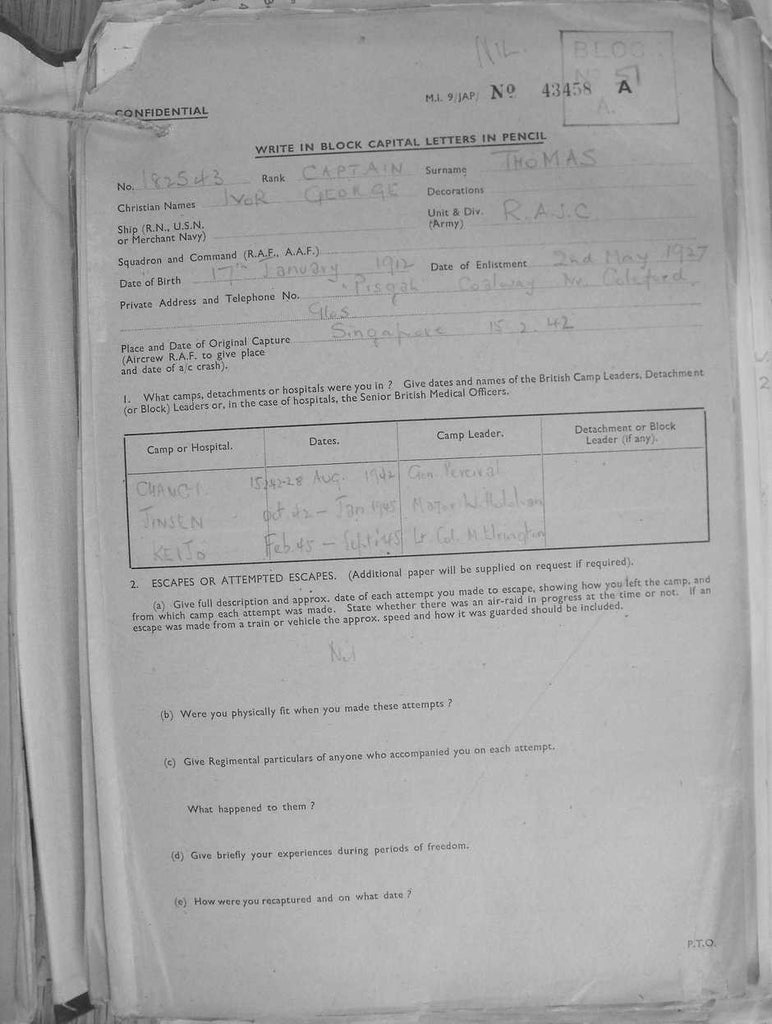 NIL.
BLOC
CONFIDENTIAL
M.I. 9/JAP/ No 43458 A
A.
WRITE IN BLOCK CAPITAL LETTERS IN PENCIL
No. 182543 Rank CAPTAIN Surname THOMAS
Christian Names IVOR GEORGE Decorations
Ship (R.N., U.S.N. or Merchant Navy) Unit & Div. (Army) R.A.S.C.
Squadron and Command (R.A.F., A.A.F.)
Date of Birth 17th January 1912 Date of Enlistment 2nd May 1927
Private Address and Telephone No. "Pisgah Coalway Nr. Coleford.
Glos
Place and Date of Original Capture Singapore 15.2.42
(Aircrew R.A.F. to give place
and date of a/c crash).
1. What camps, detachments or hospitals were you in ? Give dates and names of the British Camp Leaders, Detachment
(or Block) Leaders or, in the case of hospitals, the Senior British Medical Officers.
Camp or Hospital. Dates. Camp Leader. Detachment or Block Leader (if any).
CHANGI 28 Aug. 1942 Gen Percival
JINSEN Oct 42 - Jan 1945 Major W.
KEIJO Feb. 45 - Sept. 45 Lt. Col. M Elrington
2. ESCAPES OR ATTEMPTED ESCAPES. (Additional paper will be supplied on request if required).
(a) Give full description and approx. date of each attempt you made to escape, showing how you left the camp, and
from which camp each attempt was made. State whether there was an air-raid in progress at the time or not. If an
escape was made from a train or vehicle the approx. speed and how it was guarded should be included.
Nil
(b) Were you physically fit when you made these attempts ?
(c) Give Regimental particulars of anyone who accompanied you on each attempt.
What happened to them ?
(d) Give briefly your experiences during periods of freedom.
(e) How were you recaptured and on what date ?
P.T.O.